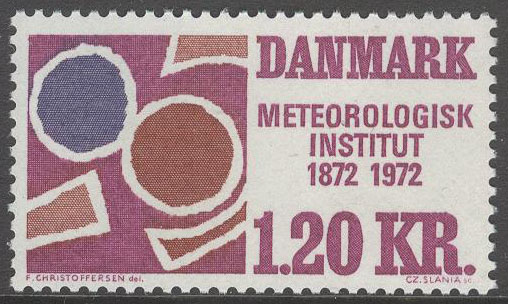 DANMARK
METEOROLOGISK
INSTITUT
1872 1972
1.20 KR.
F. CHRISTOFFERSEN del.
CZ. SLANIA sc.